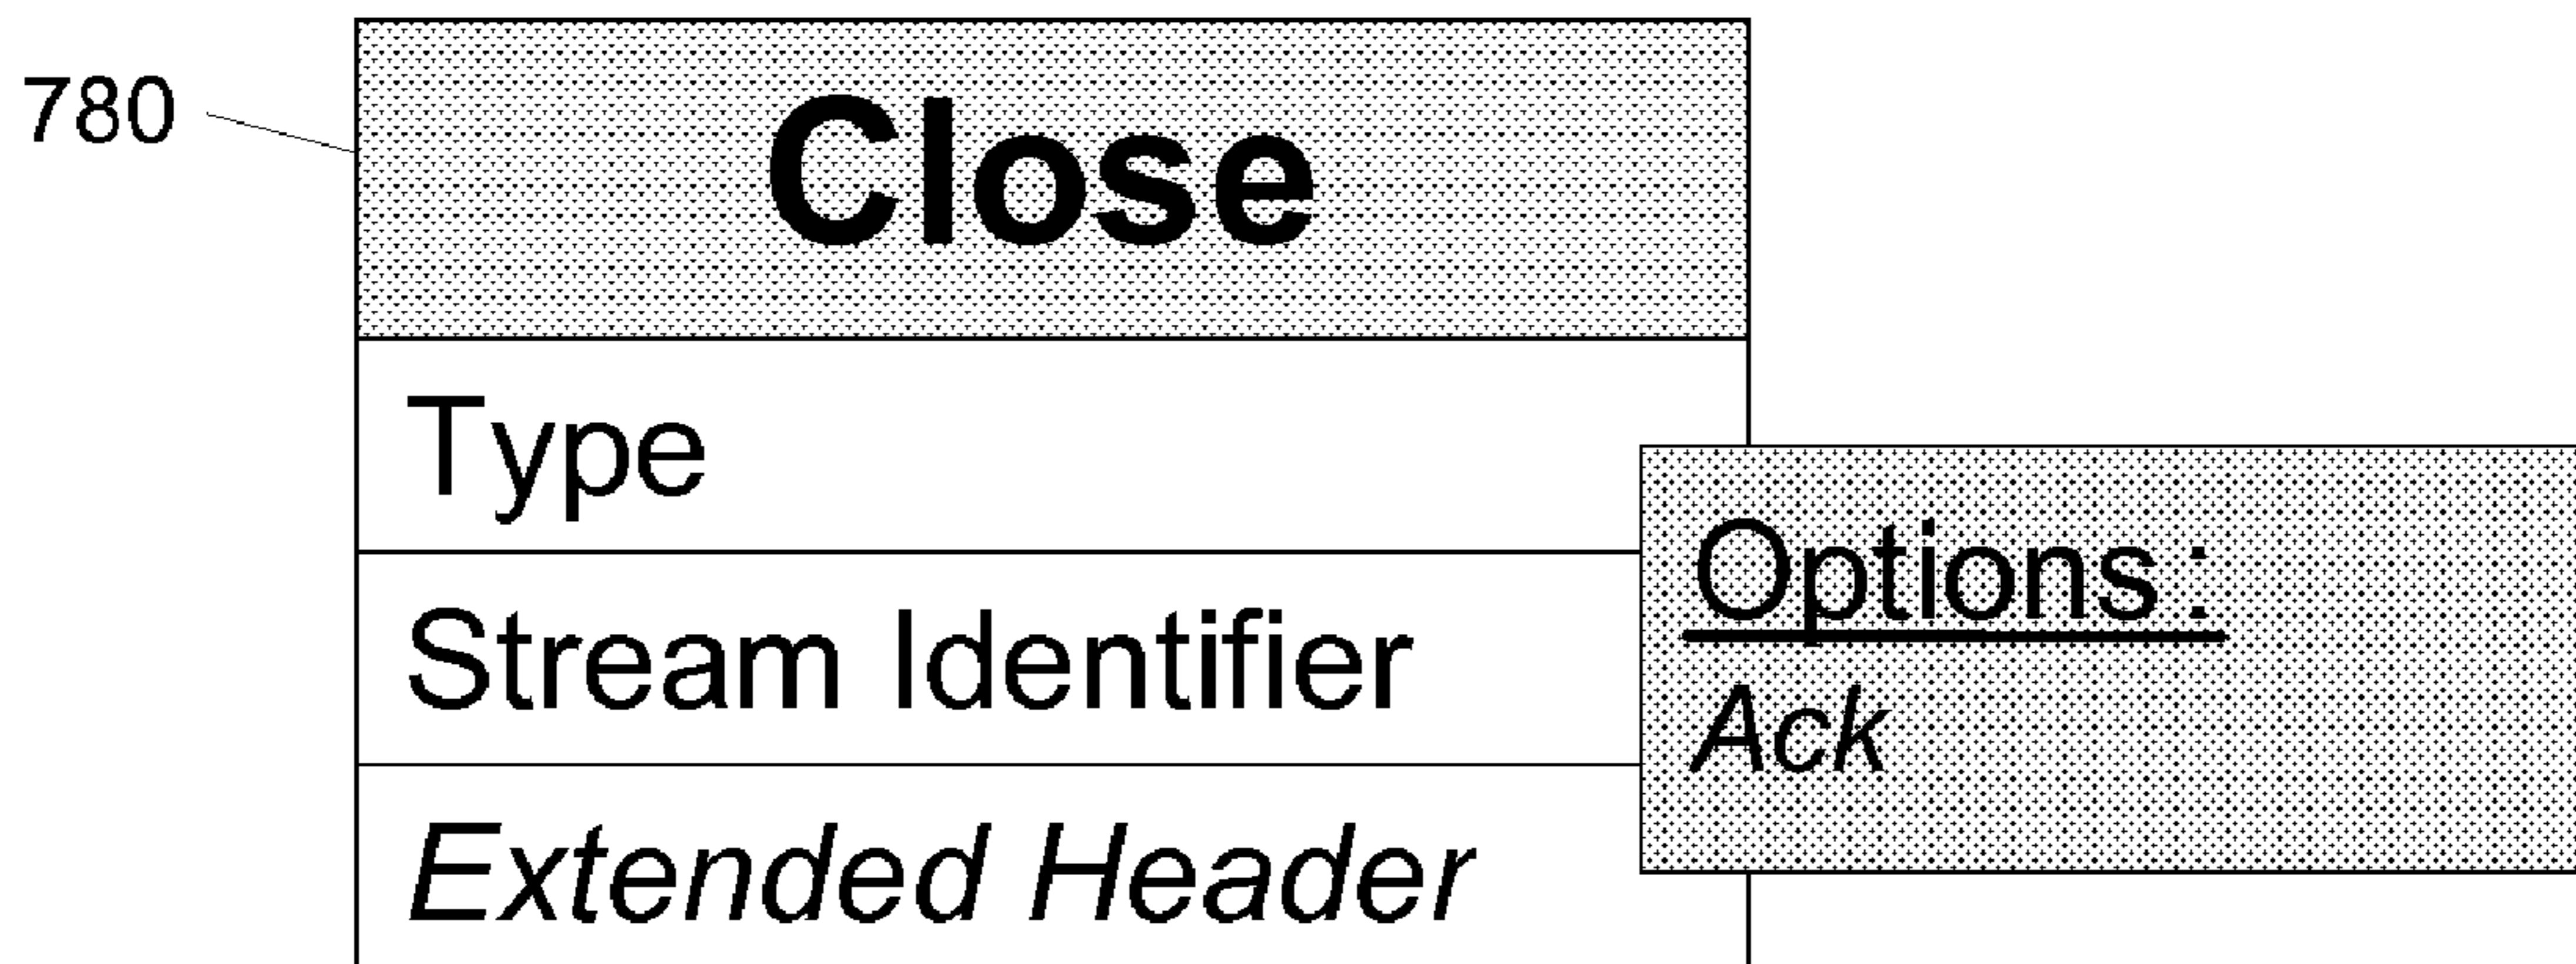 780
Close
Type
Stream Identifier
Extended Header
Options:
Ack